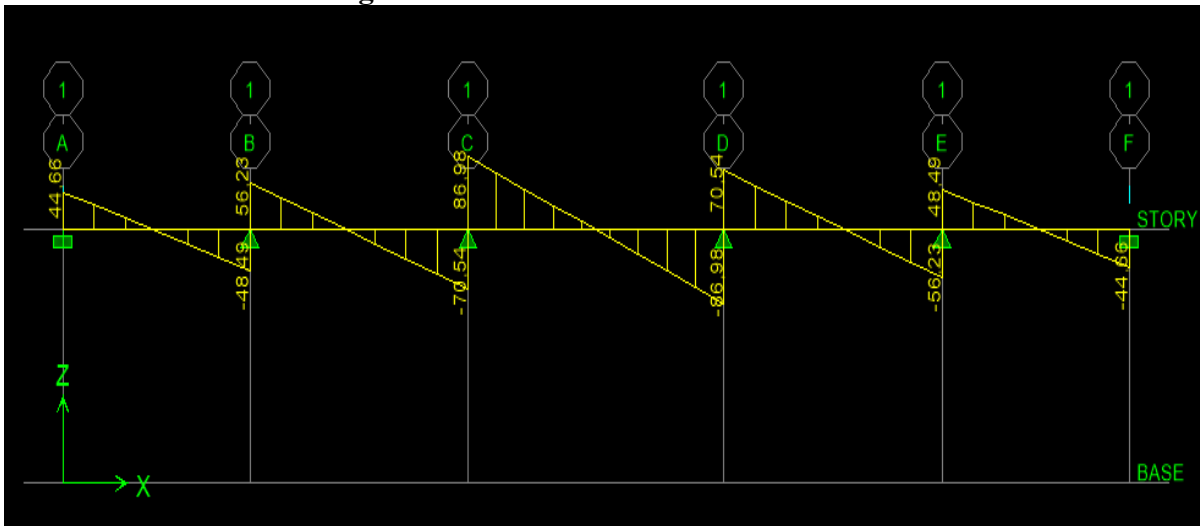 g
1 1 1 1 1 1
A B C D E F
44.66 56.23 86.98 70.54 48.49
STORY
-48.49 -70.54 -86.98 -56.23 -44.66
Z
X
BASE